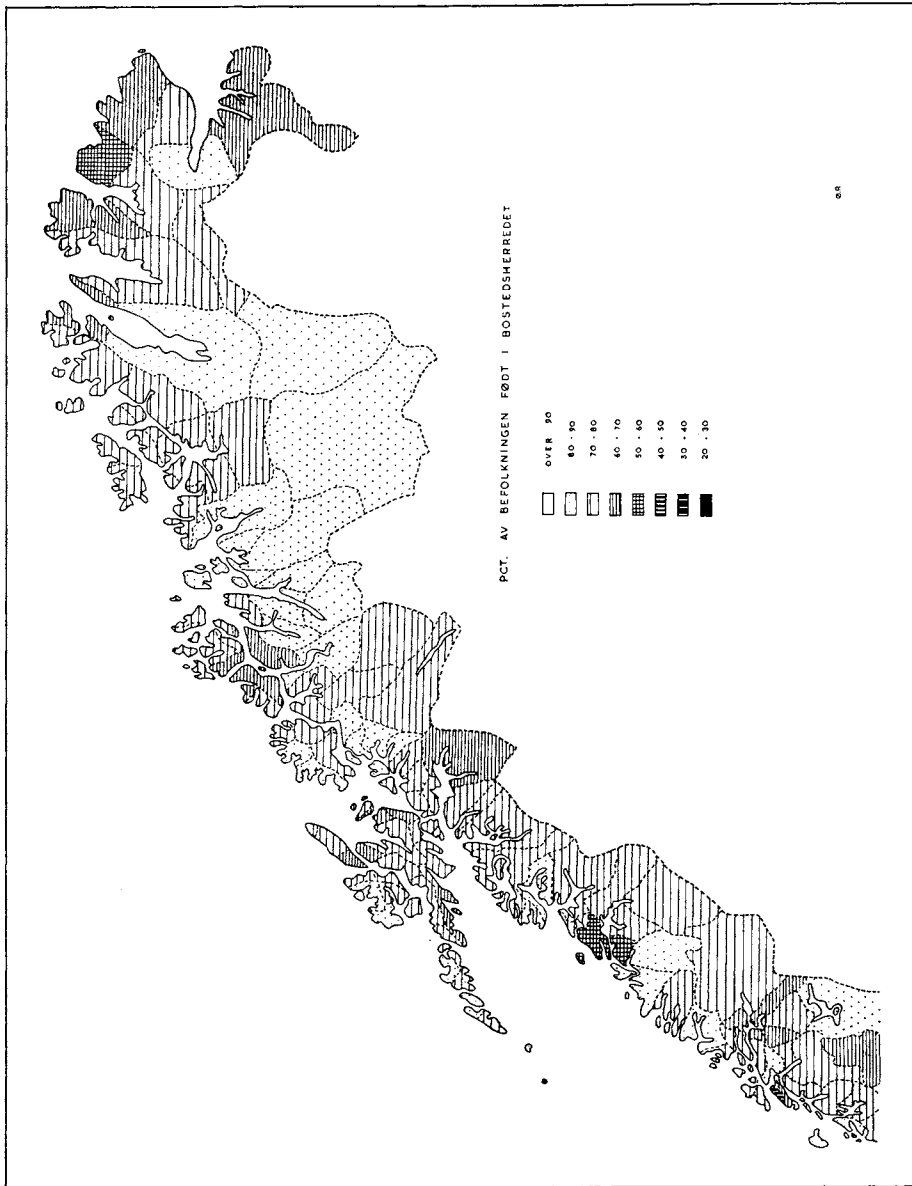 PCT. AV BEFOLKNINGEN FØDT I BOSTEDSHERREDET
OVER 90
80 - 90
70 - 80
60 - 70
50 - 60
40 - 50
30 - 40
20 - 30
Ø.R.